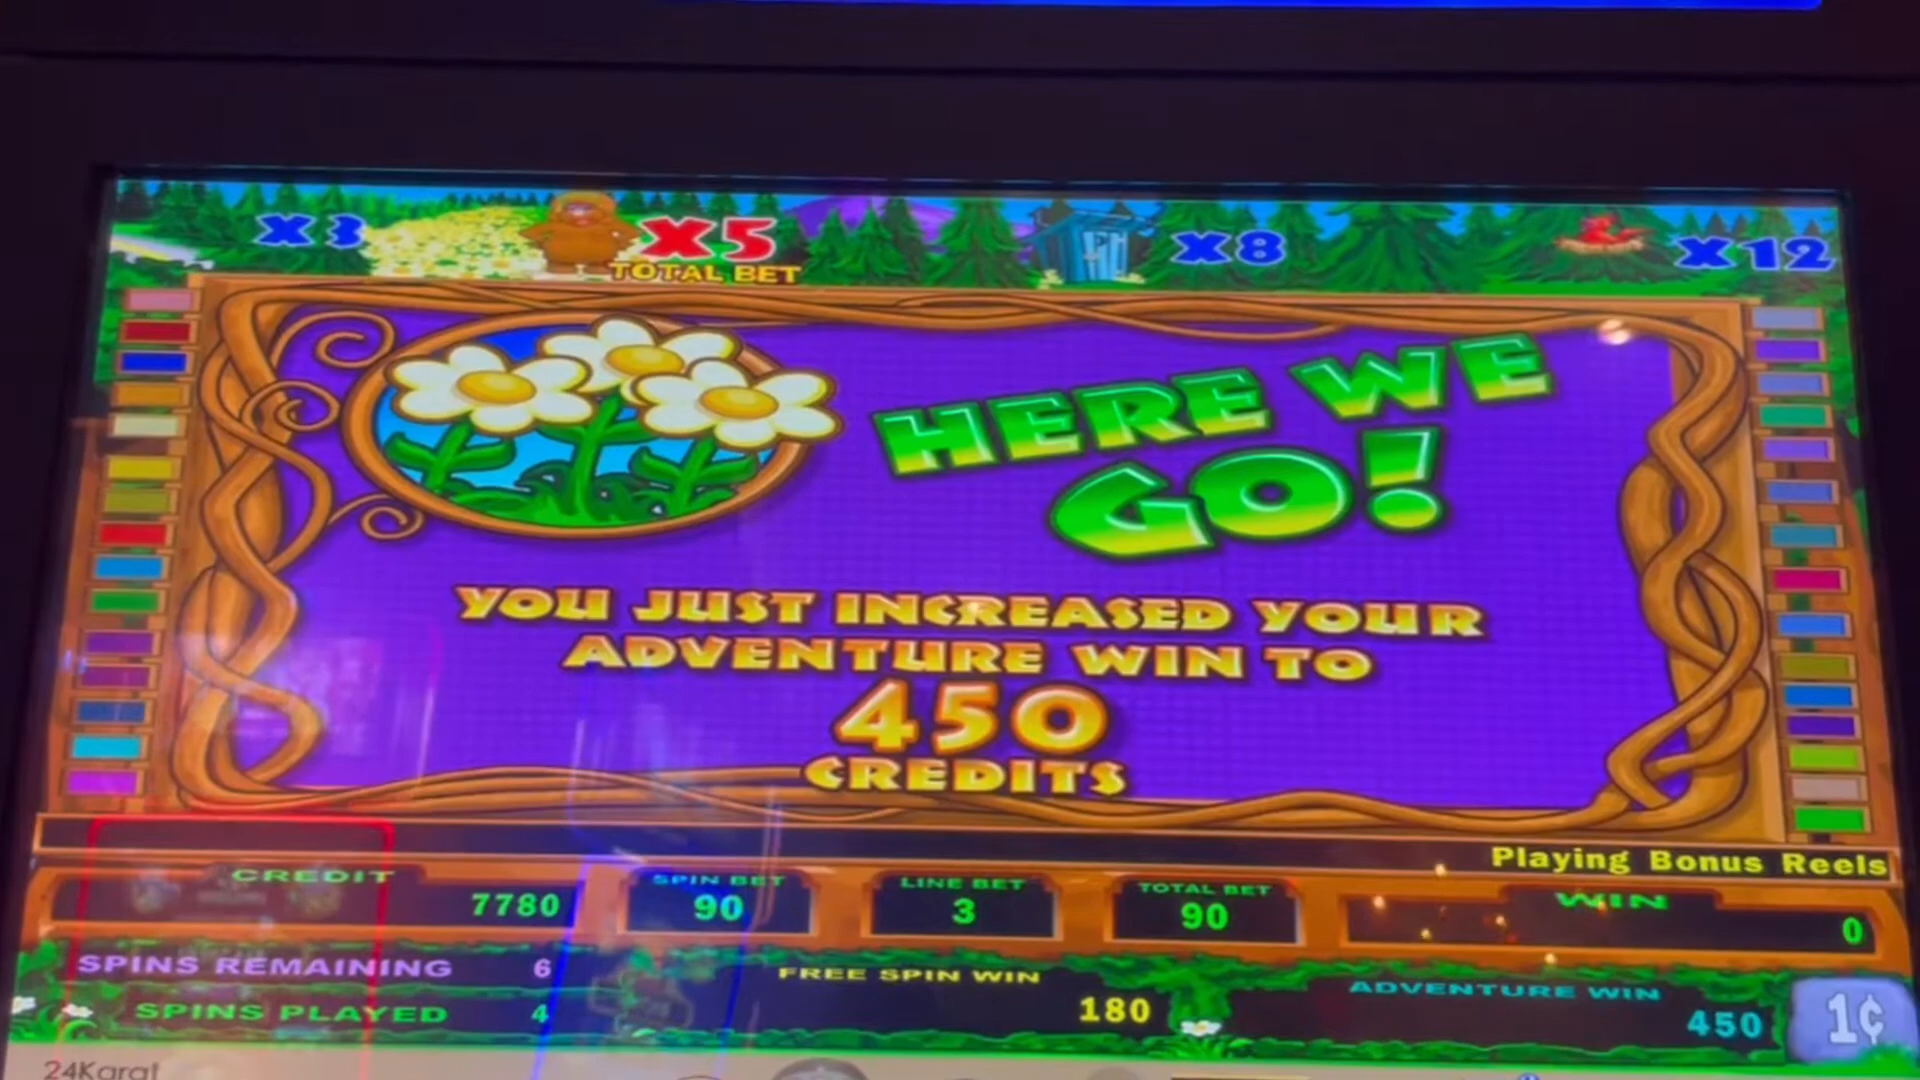 X3 X5 X8 X12
TOTAL BET
HERE WE
GO!
YOU JUST INCREASED YOUR
ADVENTURE WIN TO
450
CREDITS
Playing Bonus Reels
CREDIT 7780
SPIN BET 90
LINE BET 3
TOTAL BET 90
WIN 0
SPINS REMAINING 6
SPINS PLAYED 4
FREE SPIN WIN 180
ADVENTURE WIN 450
1¢
24Karat